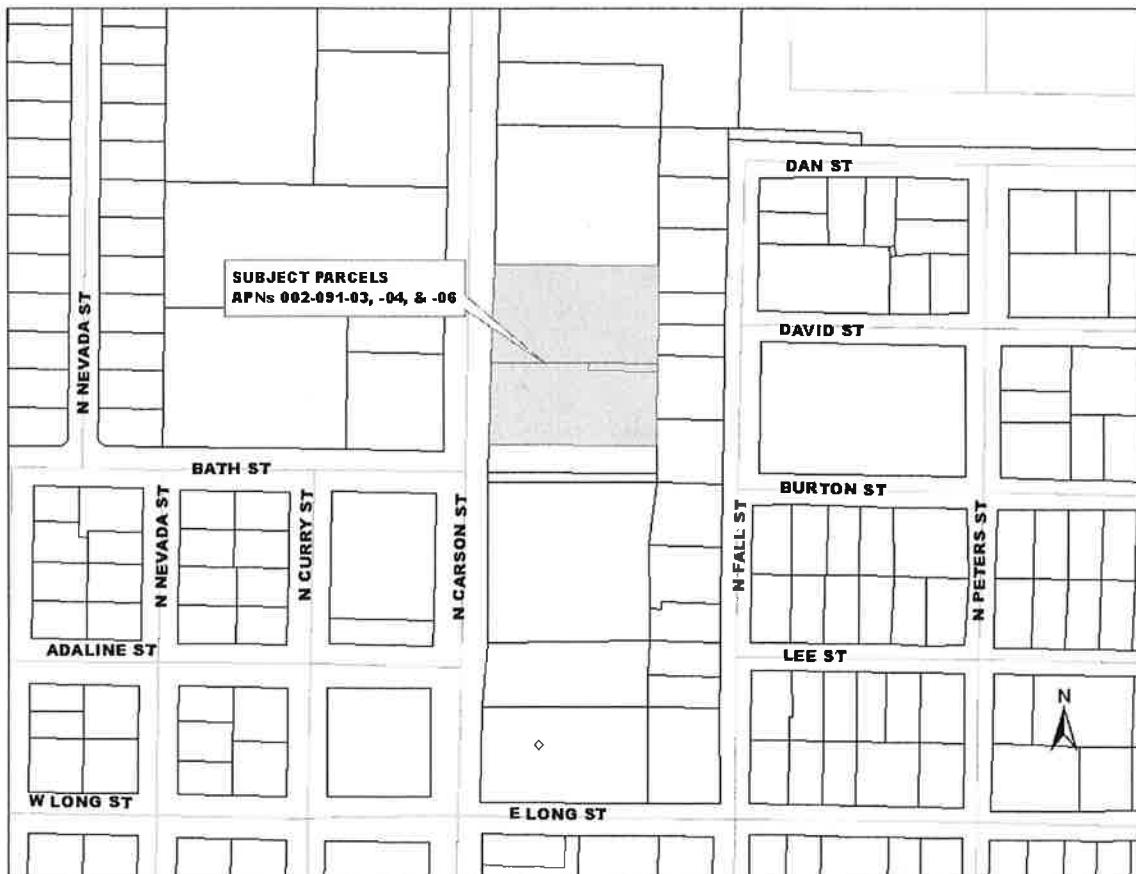 DAN ST
SUBJECT PARCELS
APNs 002-091-03, -04, & -06
N NEVADA ST
DAVID ST
BATH ST
BURTON ST
N NEVADA ST
N CURRY ST
N CARSON ST
N FALL ST
N PETERS ST
ADALINE ST
LEE ST
N
W LONG ST
E LONG ST